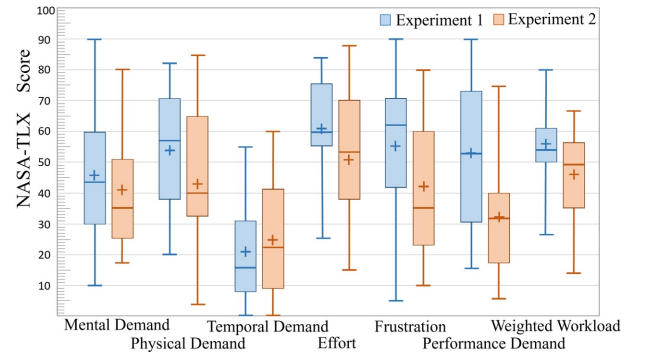 100
90
80
70
60
50
40
30
20
10
NASA-TLX Score
Experiment 1
Experiment 2
Mental Demand
Physical Demand
Temporal Demand
Effort
Frustration
Performance Demand
Weighted Workload